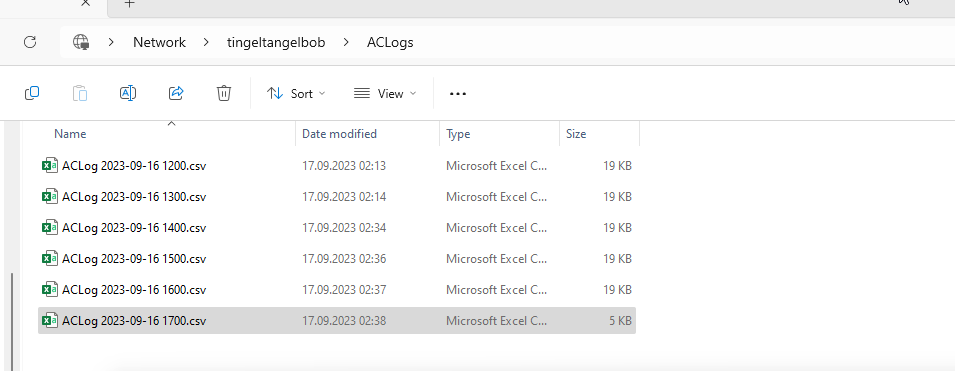 Network > tingeltangelbob > ACLogs
Sort View ...
Name Date modified Type Size
ACLog 2023-09-16 1200.csv 17.09.2023 02:13 Microsoft Excel C... 19 KB
ACLog 2023-09-16 1300.csv 17.09.2023 02:14 Microsoft Excel C... 19 KB
ACLog 2023-09-16 1400.csv 17.09.2023 02:34 Microsoft Excel C... 19 KB
ACLog 2023-09-16 1500.csv 17.09.2023 02:36 Microsoft Excel C... 19 KB
ACLog 2023-09-16 1600.csv 17.09.2023 02:37 Microsoft Excel C... 19 KB
ACLog 2023-09-16 1700.csv 17.09.2023 02:38 Microsoft Excel C... 5 KB